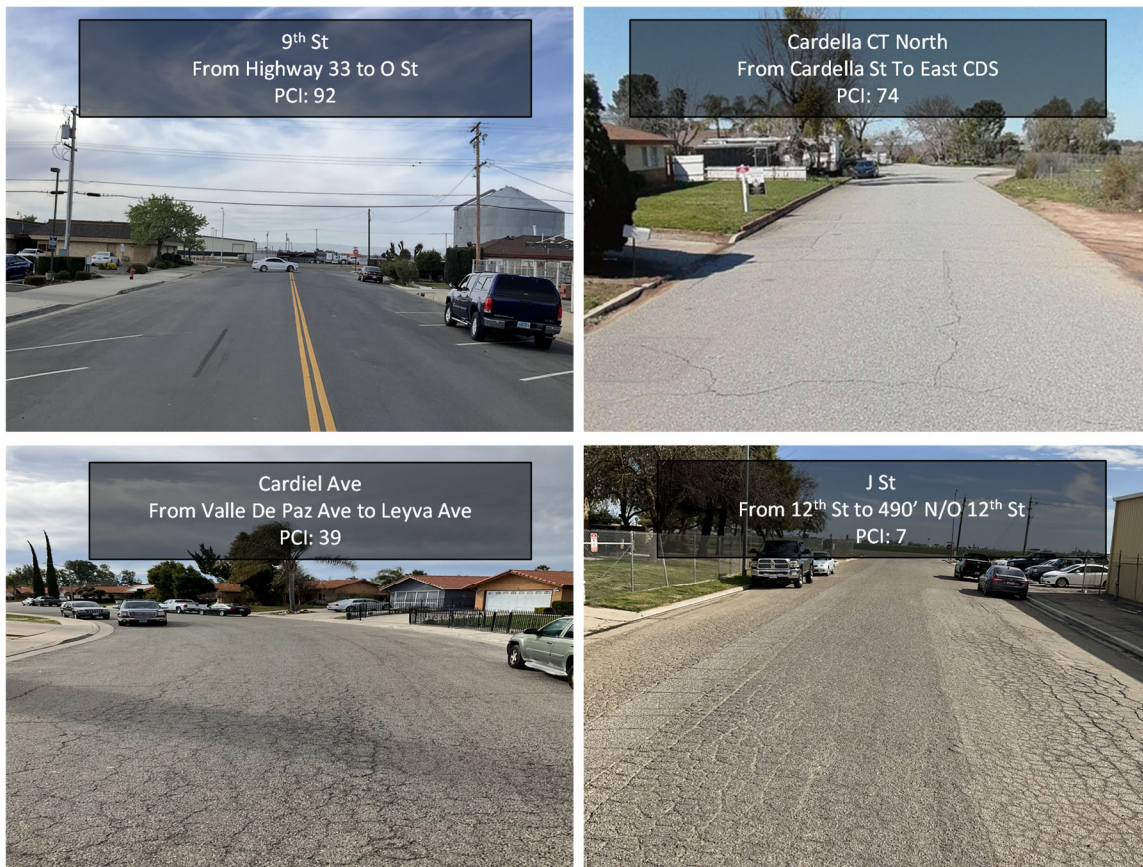 9th St
From Highway 33 to O St
PCI: 92
Cardella CT North
From Cardella St To East CDS
PCI: 74
Cardiel Ave
From Valle De Paz Ave to Leyva Ave
PCI: 39
J St
From 12th St to 490’ N/O 12th St
PCI: 7